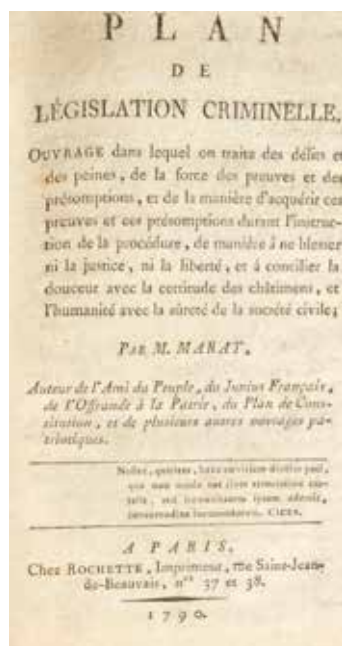 PLAN
DE
LÉGISLATION CRIMINELLE,
OUVRAGE dans lequel on traite des délits et
des peines, de la force des preuves et des
présomptions, et de la manière d'acquérir ces
preuves et ces présomptions durant l'instruc-
tion de la procédure, de manière à ne blesser
ni la justice, ni la liberté, et à concilier la
douceur avec la certitude des châtimens, et
l'humanité avec la sûreté de la société civile;
PAR M. MARAT,
Auteur de l'Ami du Peuple, du Junius Français,
de l'Offrande à la Patrie, du Plan de Cons-
titution, et de plusieurs autres ouvrages pa-
triotiques.
Nolite, quirites, hanc
CICER.
A PARIS,
Chez ROCHETTE, Imprimeur, rue Saint-Jean-
de-Beauvais, nos 37 et 38.
1790.